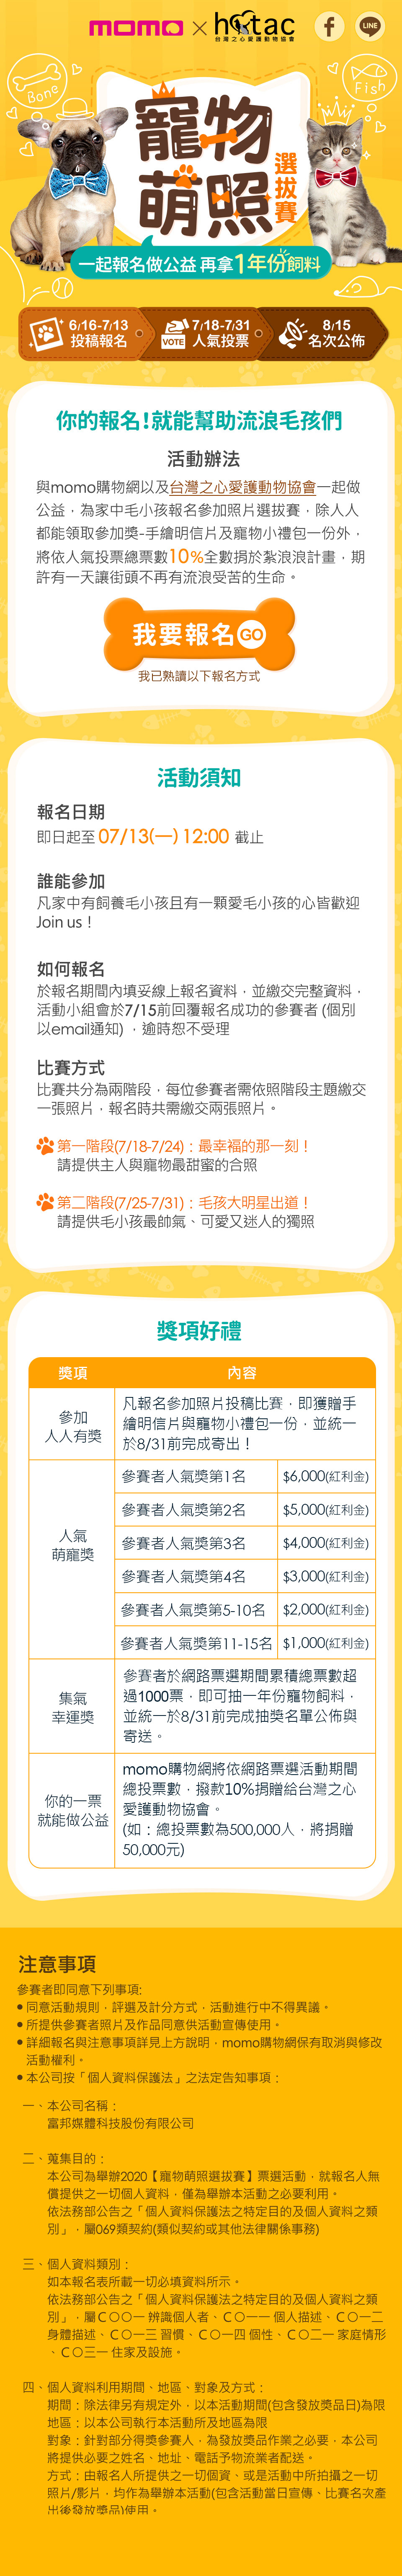 momo × hotac
台灣之心愛護動物協會
LINE
Bone
Fish
寵物
萌照
選拔賽
一起報名做公益 再拿1年份飼料
6/16-7/13
投稿報名
VOTE
7/18-7/31
人氣投票
8/15
名次公佈
你的報名!就能幫助流浪毛孩們
活動辦法
與momo購物網以及台灣之心愛護動物協會一起做
公益，為家中毛小孩報名參加照片選拔賽，除人人
都能領取參加獎-手繪明信片及寵物小禮包一份外，
將依人氣投票總票數10%全數捐於紮浪浪計畫，期
許有一天讓街頭不再有流浪受苦的生命。
我要報名GO
我已熟讀以下報名方式
活動須知
報名日期
即日起至 07/13(一) 12:00 截止
誰能參加
凡家中有飼養毛小孩且有一顆愛毛小孩的心皆歡迎
Join us！
如何報名
於報名期間內填妥線上報名資料，並繳交完整資料，
活動小組會於7/15前回覆報名成功的參賽者 (個別
以email通知) ，逾時恕不受理
比賽方式
比賽共分為兩階段，每位參賽者需依照階段主題繳交
一張照片，報名時共需繳交兩張照片。
第一階段(7/18-7/24)：最幸福的那一刻！
請提供主人與寵物最甜蜜的合照
第二階段(7/25-7/31)：毛孩大明星出道！
請提供毛小孩最帥氣、可愛又迷人的獨照
獎項好禮
獎項 內容
參加
人人有獎
凡報名參加照片投稿比賽，即獲贈手
繪明信片與寵物小禮包一份，並統一
於8/31前完成寄出！
人氣
萌寵獎
參賽者人氣獎第1名 $6,000(紅利金)
參賽者人氣獎第2名 $5,000(紅利金)
參賽者人氣獎第3名 $4,000(紅利金)
參賽者人氣獎第4名 $3,000(紅利金)
參賽者人氣獎第5-10名 $2,000(紅利金)
參賽者人氣獎第11-15名 $1,000(紅利金)
集氣
幸運獎
參賽者於網路票選期間累積總票數超
過1000票，即可抽一年份寵物飼料，
並統一於8/31前完成抽獎名單公佈與
寄送。
你的一票
就能做公益
momo購物網將依網路票選活動期間
總投票數，撥款10%捐贈給台灣之心
愛護動物協會。
(如：總投票數為500,000人，將捐贈
50,000元)
注意事項
參賽者即同意下列事項:
● 同意活動規則，評選及計分方式，活動進行中不得異議。
● 所提供參賽者照片及作品同意供活動宣傳使用。
● 詳細報名與注意事項詳見上方說明，momo購物網保有取消與修改
活動權利。
● 本公司按「個人資料保護法」之法定告知事項：
一、本公司名稱：
富邦媒體科技股份有限公司
二、蒐集目的：
本公司為舉辦2020【寵物萌照選拔賽】票選活動，就報名人無
償提供之一切個人資料，僅為舉辦本活動之必要利用。
依法務部公告之「個人資料保護法之特定目的及個人資料之類
別」，屬069類契約(類似契約或其他法律關係事務)
三、個人資料類別：
如本報名表所載一切必填資料所示。
依法務部公告之「個人資料保護法之特定目的及個人資料之類
別」，屬C〇〇一 辨識個人者、C〇一一 個人描述、C〇一二
身體描述、C〇一三 習慣、C〇一四 個性、C〇二一 家庭情形
、C〇三一 住家及設施。
四、個人資料利用期間、地區、對象及方式：
期間：除法律另有規定外，以本活動期間(包含發放獎品日)為限
地區：以本公司執行本活動所及地區為限
對象：針對部分得獎參賽人，為發放獎品作業之必要，本公司
將提供必要之姓名、地址、電話予物流業者配送。
方式：由報名人所提供之一切個資、或是活動中所拍攝之一切
照片/影片，均作為舉辦本活動(包含活動當日宣傳、比賽名次產
出後發放獎品)使用。